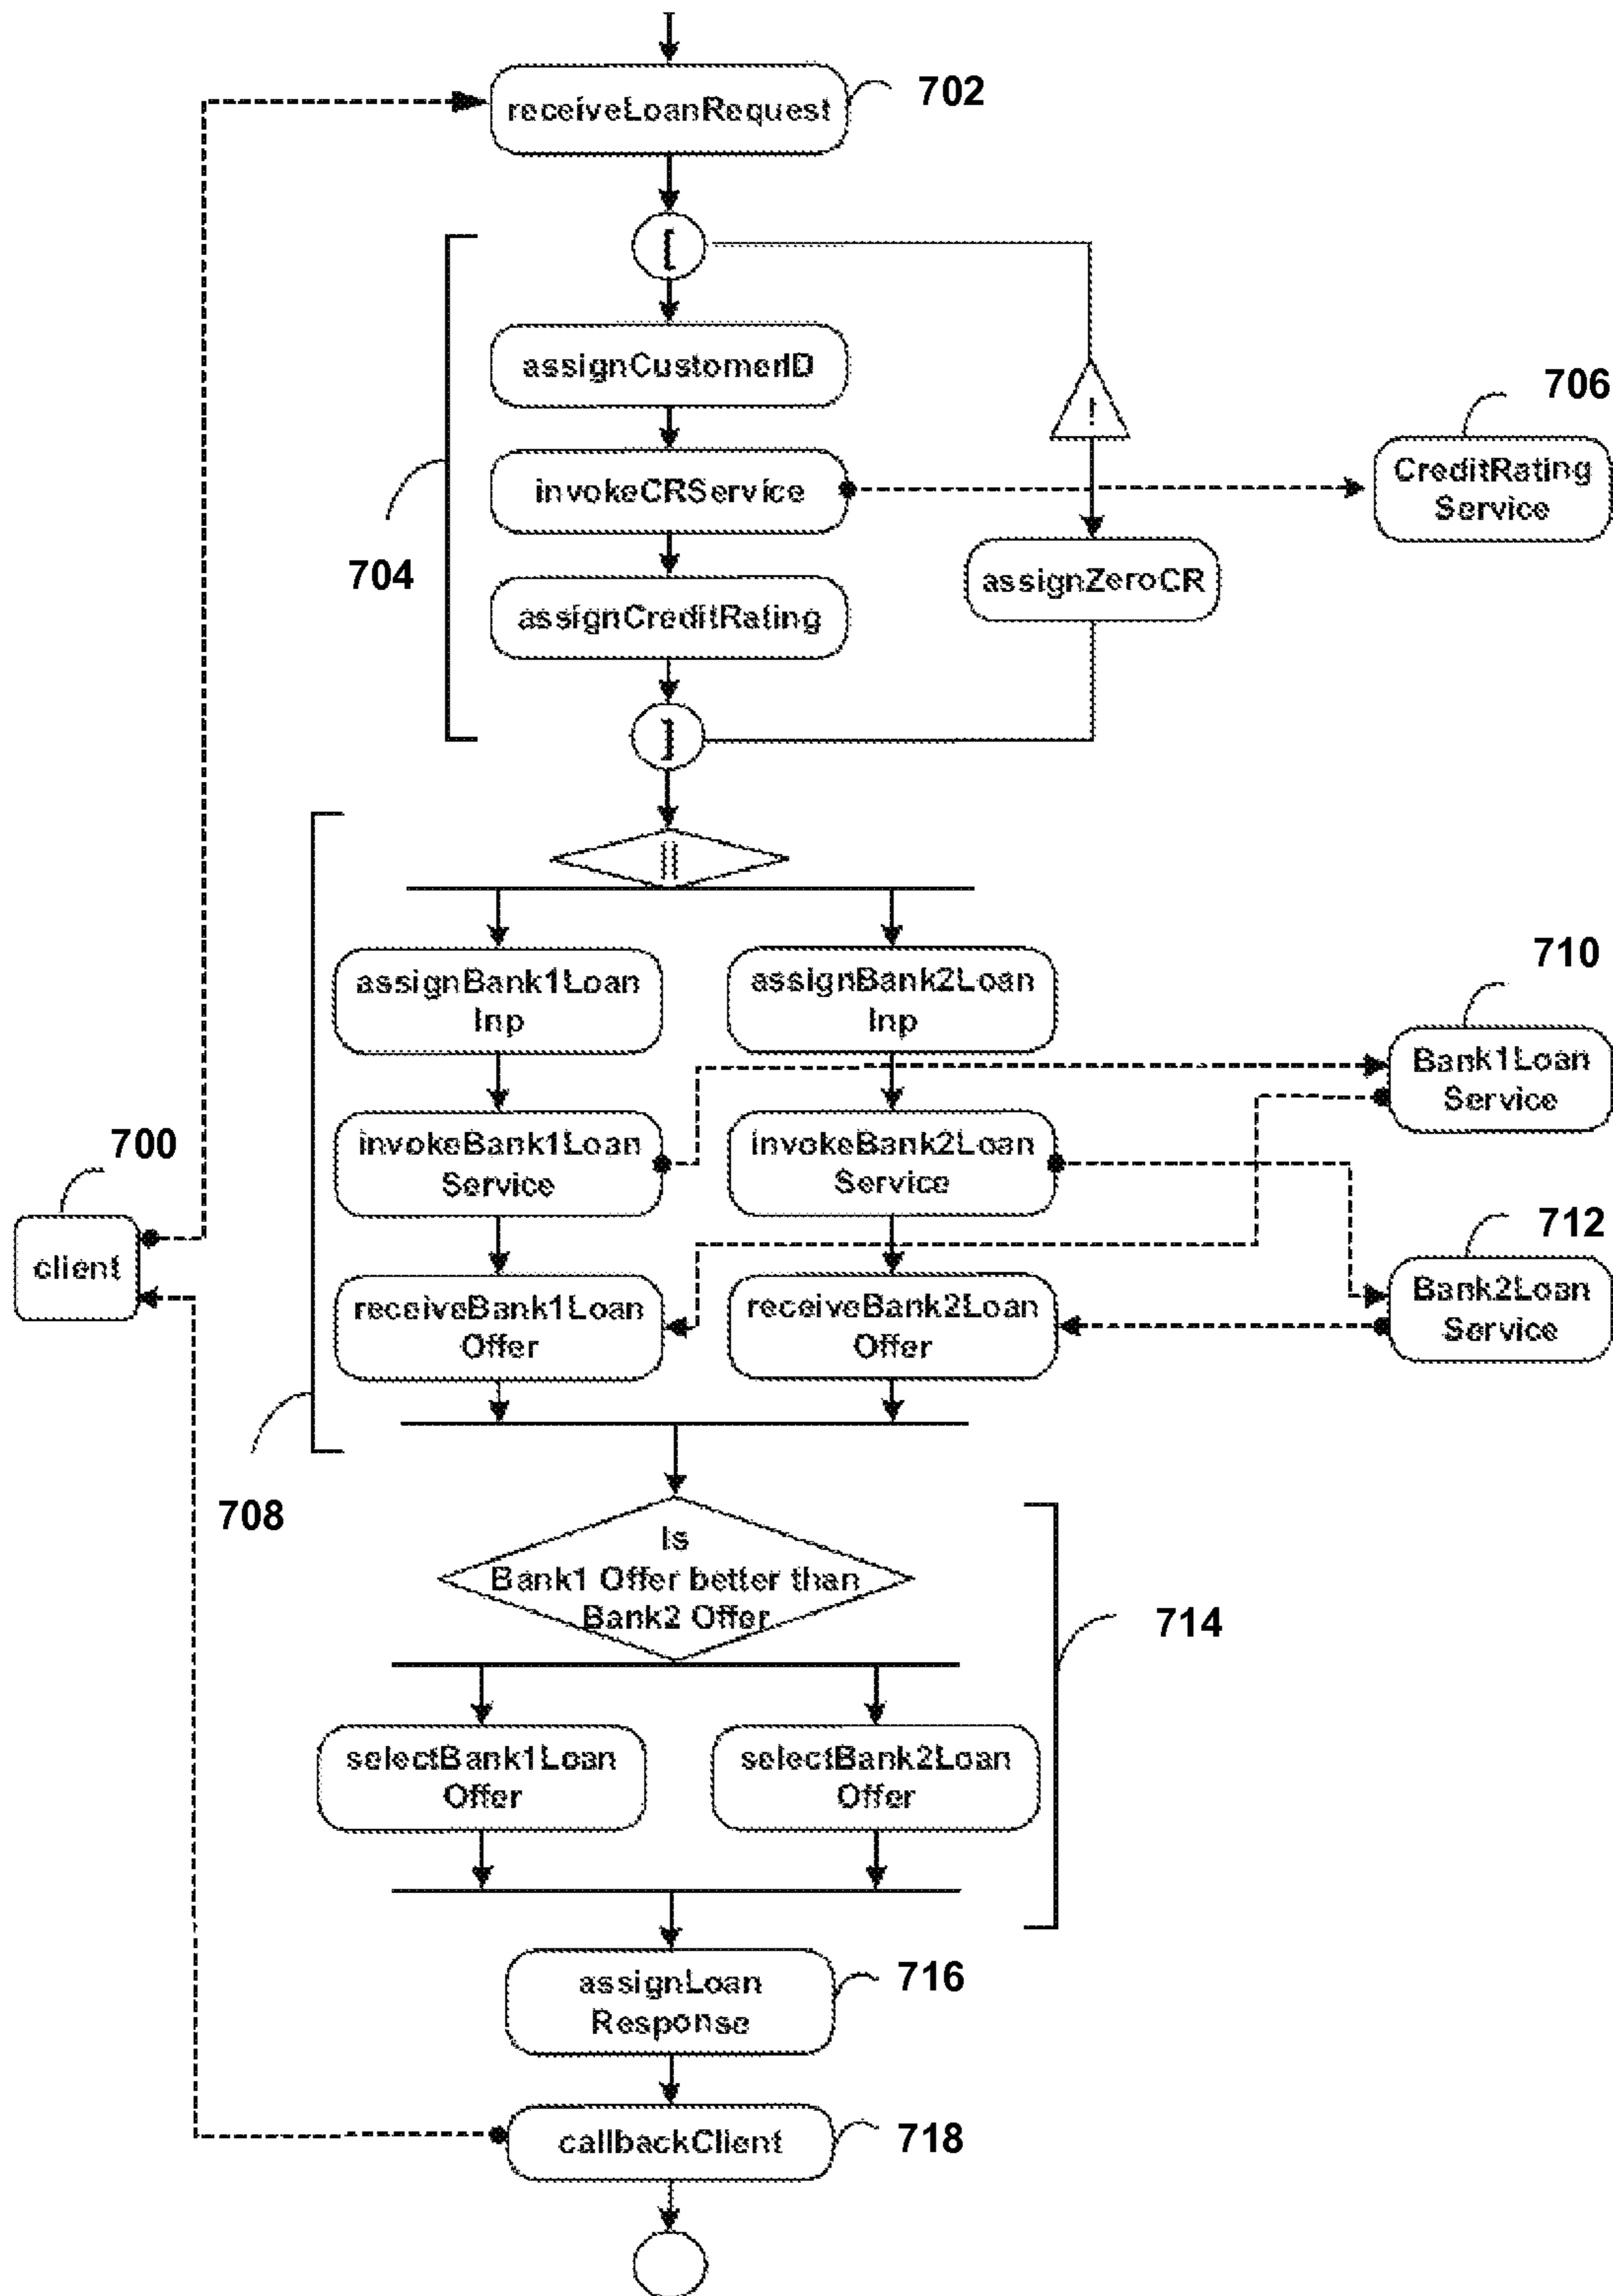 receiveLoanRequest
702
[
assignCustomerID
!
706
invokeCRService
CreditRating
Service
704
assignZeroCR
assignCreditRating
]
||
assignBank1Loan
Inp
assignBank2Loan
Inp
710
Bank1Loan
Service
700
invokeBank1Loan
Service
invokeBank2Loan
Service
712
client
receiveBank1Loan
Offer
receiveBank2Loan
Offer
Bank2Loan
Service
708
Is
Bank1 Offer better than
Bank2 Offer
714
selectBank1Loan
Offer
selectBank2Loan
Offer
assignLoan
Response
716
callbackClient
718